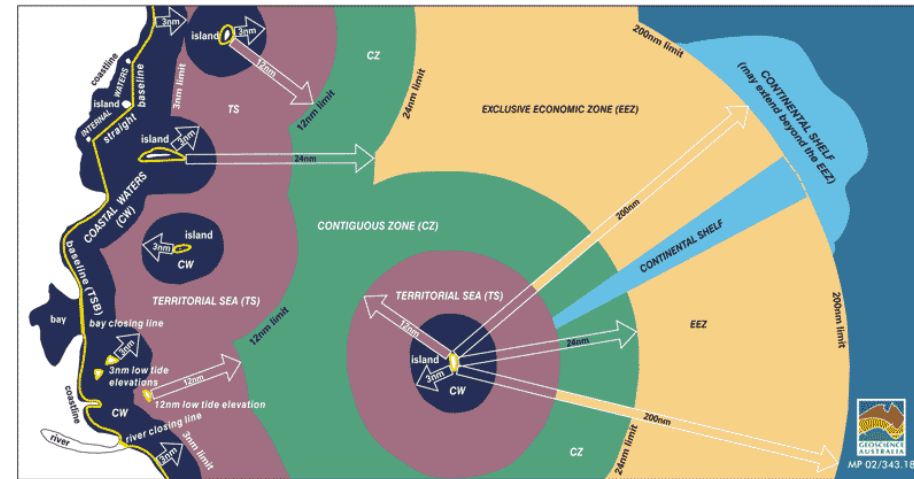 3nm
island
3nm
12nm
CZ
200nm limit
coastline
INTERNAL WATERS
island
straight baseline
3nm limit
TS
12nm limit
24nm limit
EXCLUSIVE ECONOMIC ZONE (EEZ)
CONTINENTAL SHELF
(may extend beyond
the EEZ)
island
3nm
24nm
COASTAL WATERS
(CW)
200nm
CONTIGUOUS ZONE (CZ)
island
3nm
CW
CONTINENTAL SHELF
baseline (TSB)
TERRITORIAL SEA (TS)
TERRITORIAL SEA (TS)
bay
bay closing line
12nm limit
12nm
EEZ
200nm limit
3nm
3nm low tide
elevations
12nm
island
3nm
24nm
CW
12nm low tide elevation
coastline
CW
river closing line
200nm
river
3nm
3nm limit
CZ
24nm limit
GEOSCIENCE
AUSTRALIA
MP 02/343.18